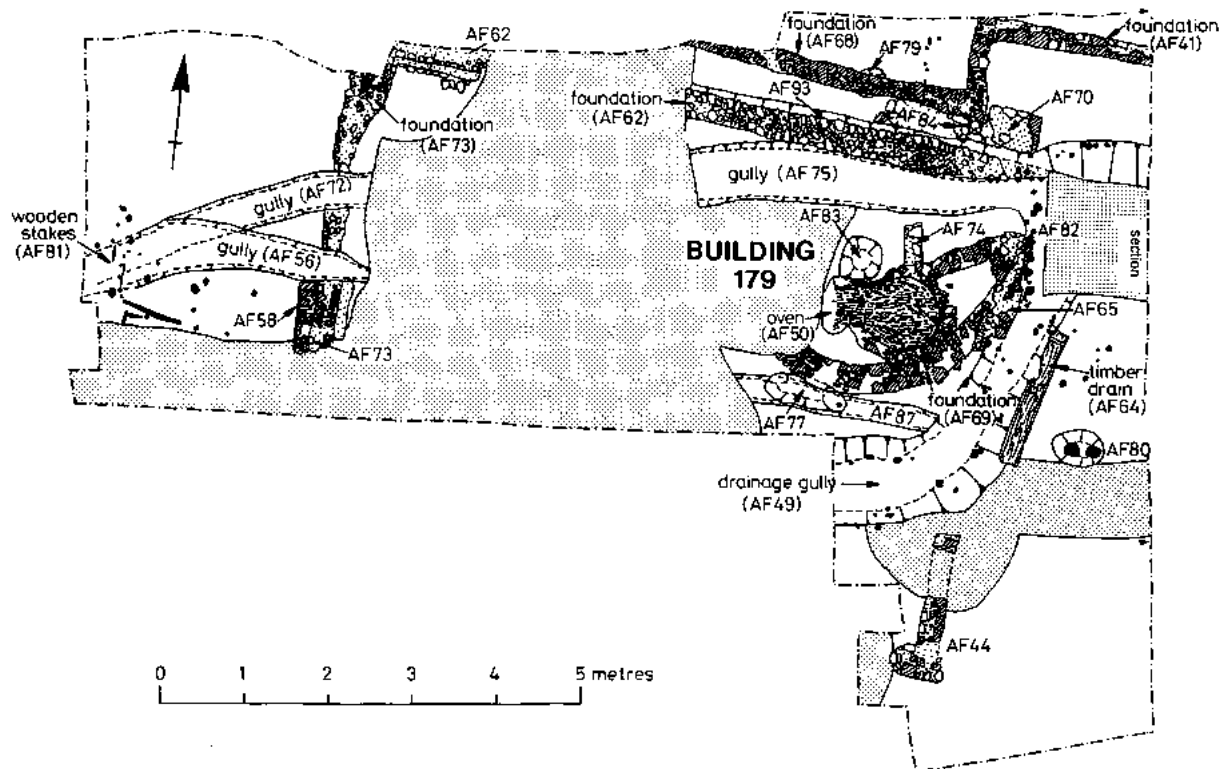 AF62
foundation
(AF73)
foundation
(AF68)
AF79
foundation
(AF41)
foundation
(AF62)
AF93
AF84
AF70
gully (AF72)
gully (AF75)
wooden
stakes
(AF81)
gully (AF56)
AF83
AF74
AF82
section
BUILDING
179
AF58
AF73
oven
(AF50)
AF65
timber
drain
(AF64)
foundation
(AF69)
AF77
AF87
AF80
drainage gully
(AF49)
AF44
0 1 2 3 4 5 metres